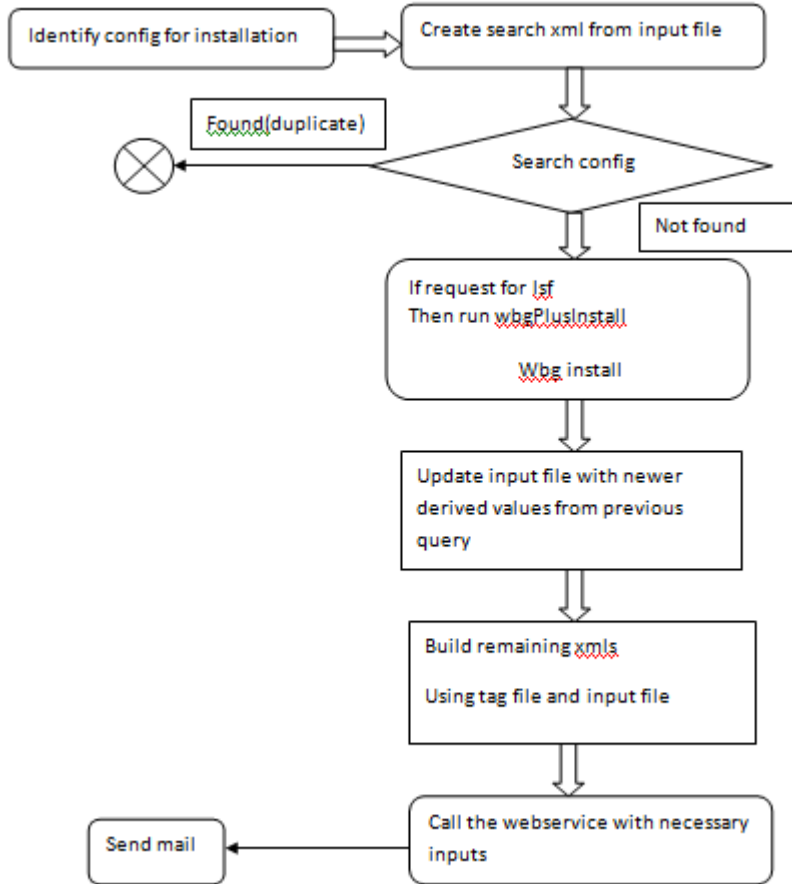 Identify config for installation
Create search xml from input file
Found(duplicate)
Search config
Not found
If request for lsf
Then run wbgPlusInstall
Wbg install
Update input file with newer
derived values from previous
query
Build remaining xmls
Using tag file and input file
Call the webservice with necessary
inputs
Send mail